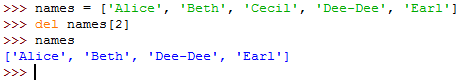 >>> names = ['Alice', 'Beth', 'Cecil', 'Dee-Dee', 'Earl']
>>> del names[2]
>>> names
['Alice', 'Beth', 'Dee-Dee', 'Earl']
>>>